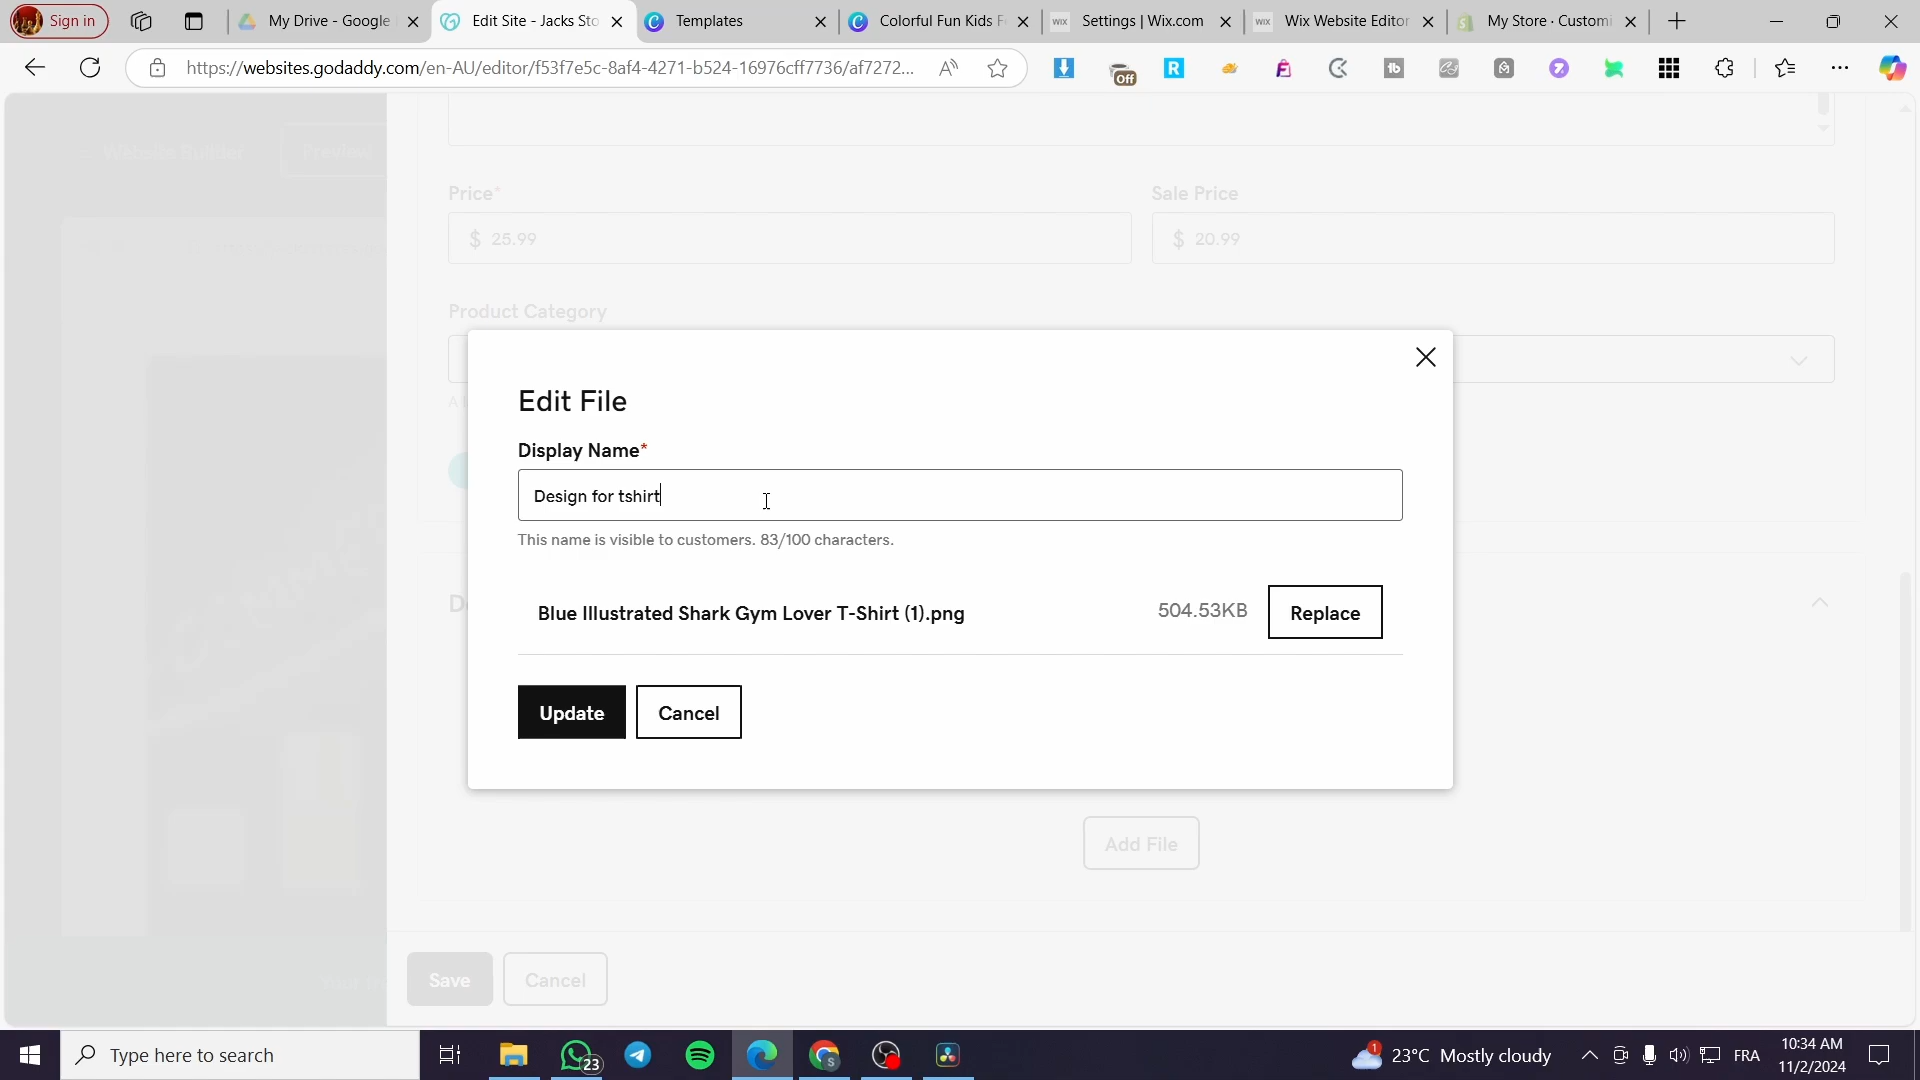 Sign in
My Drive - Google
Edit Site - Jacks Sto
Templates
Colorful Fun Kids F
WIX Settings | Wix.com
WIX Wix Website Editor
My Store · Customi
https://websites.godaddy.com/en-AU/editor/f53f7e5c-8af4-4271-b524-16976cff7736/af7272...
Off
Website Builder
Preview
Price*
Sale Price
$ 25.99
$ 20.99
Product Category
Edit File
Display Name*
Design for tshirt
This name is visible to customers. 83/100 characters.
Blue Illustrated Shark Gym Lover T-Shirt (1).png
504.53KB
Replace
Update
Cancel
Add File
Save
Cancel
Type here to search
23
1
23°C Mostly cloudy
FRA
10:34 AM
11/2/2024